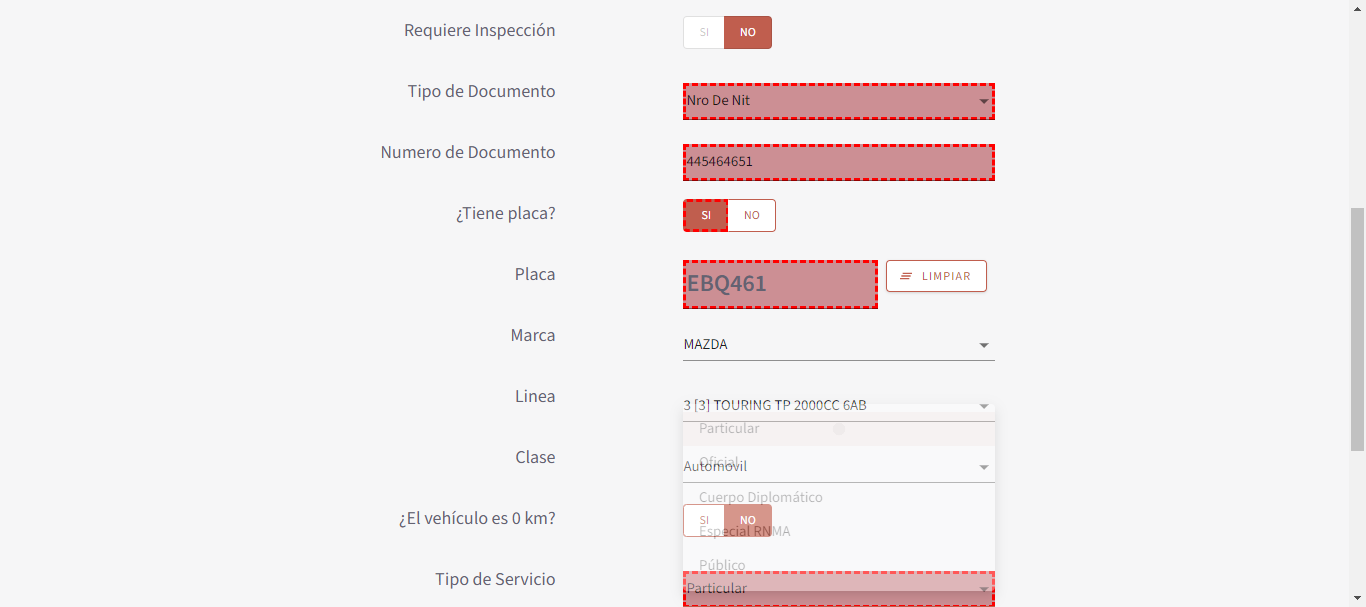 Requiere Inspección SI NO
Tipo de Documento Nro De Nit
Numero de Documento 445464651
¿Tiene placa? SI NO
Placa EBQ461 LIMPIAR
Marca MAZDA
Linea 3 [3] TOURING TP 2000CC 6AB
Particular
Clase Automovil
Oficial
Cuerpo Diplomático
¿El vehículo es 0 km? SI NO
Especial RNMA
Público
Tipo de Servicio Particular